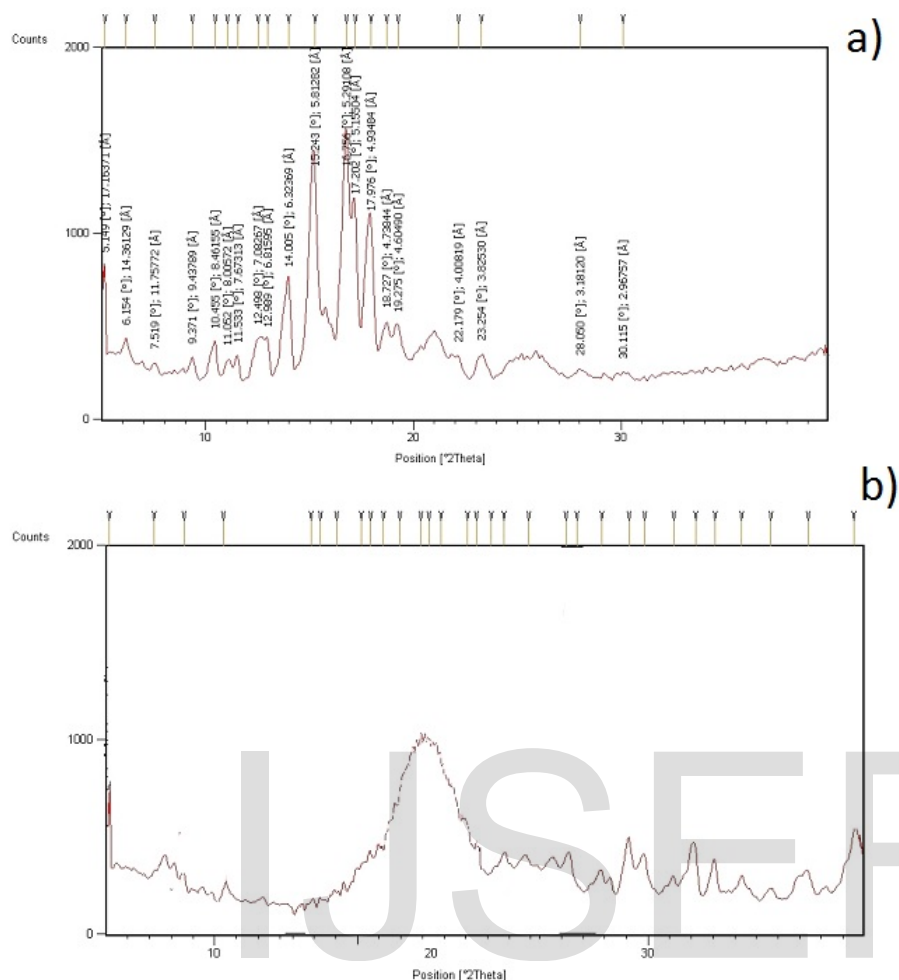 a)
Counts
2000
1000
0
5.149 [°]; 17.16371 [Å]
6.154 [°]; 14.36129 [Å]
7.519 [°]; 11.75772 [Å]
9.371 [°]; 9.43789 [Å]
10.455 [°]; 8.46155 [Å]
11.052 [°]; 8.00572 [Å]
11.533 [°]; 7.67313 [Å]
12.498 [°]; 7.08267 [Å]
12.989 [°]; 6.81595 [Å]
14.005 [°]; 6.32369 [Å]
15.243 [°]; 5.81282 [Å]
[°]; 5.29108 [Å]
17.202 [°]; 5.15504 [Å]
17.976 [°]; 4.93484 [Å]
18.727 [°]; 4.73844 [Å]
19.275 [°]; 4.60490 [Å]
22.179 [°]; 4.00819 [Å]
23.254 [°]; 3.82530 [Å]
28.050 [°]; 3.18120 [Å]
30.115 [°]; 2.96757 [Å]
10 20 30
Position [°2Theta]
b)
Counts
2000
1000
0
10 20 30
Position [°2Theta]
IJSER